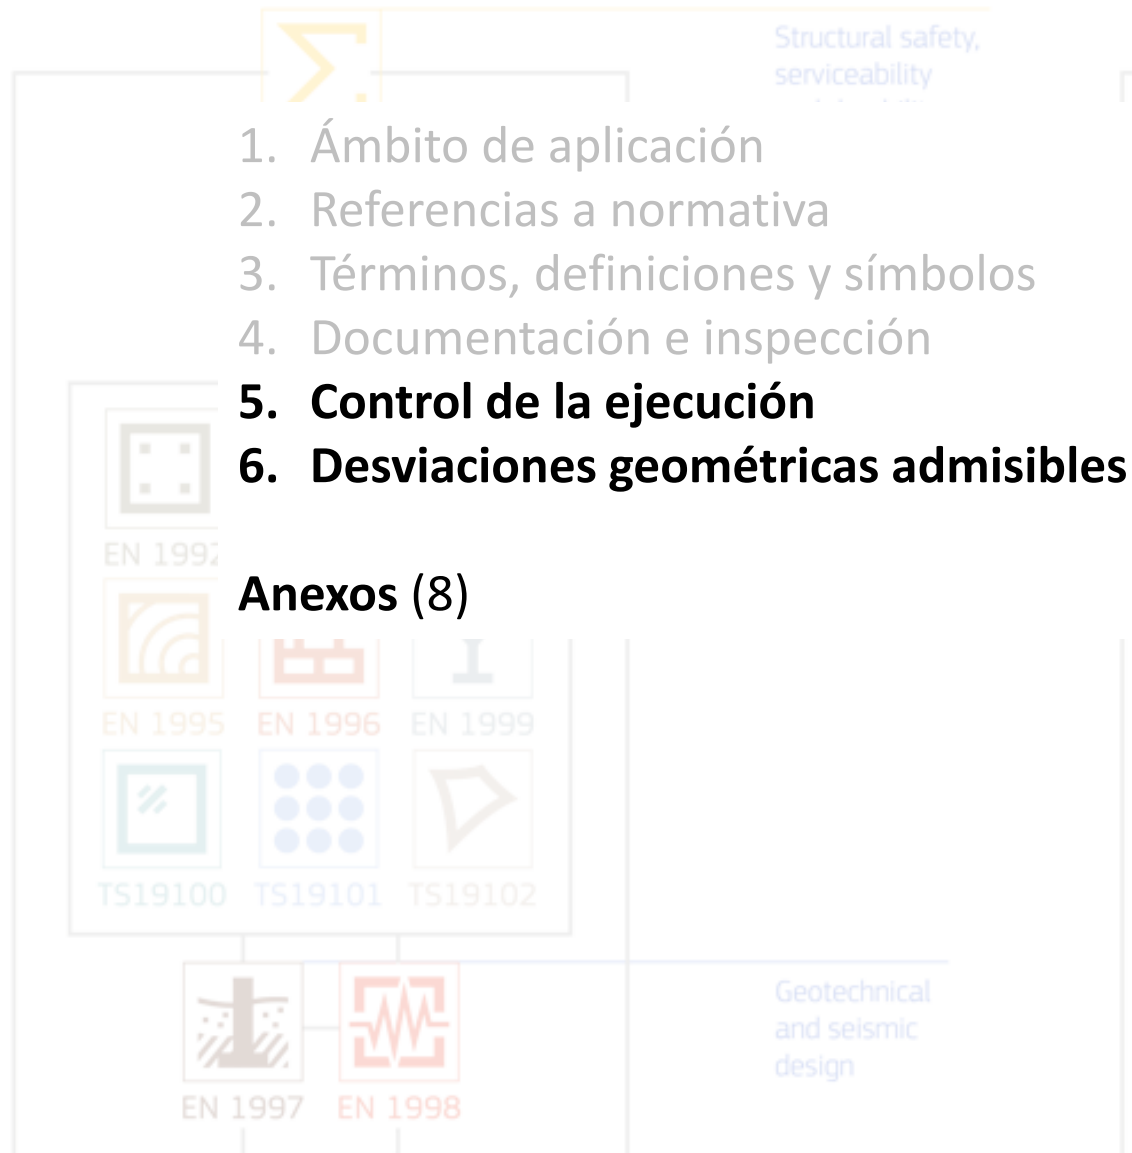 Structural safety,
serviceability
1. Ámbito de aplicación
2. Referencias a normativa
3. Términos, definiciones y símbolos
4. Documentación e inspección
5. Control de la ejecución
6. Desviaciones geométricas admisibles
EN 1992
Anexos (8)
EN 1995 EN 1996 EN 1999
TS19100 TS19101 TS19102
Geotechnical
and seismic
design
EN 1997 EN 1998